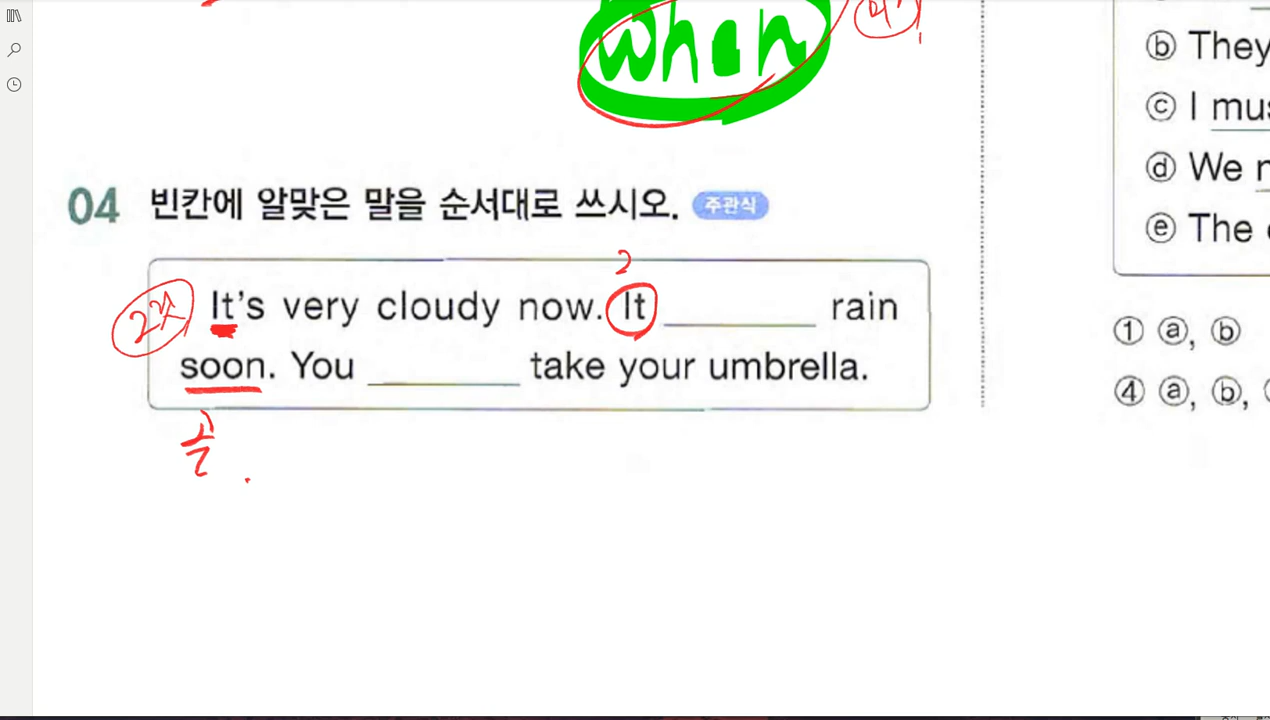 when
ⓑ They
ⓒ I mus
ⓓ We
ⓔ The
① ⓐ, ⓑ
④ ⓐ, ⓑ,
04 빈칸에 알맞은 말을 순서대로 쓰시오. 주관식
2
It's very cloudy now. It ________ rain
soon. You ________ take your umbrella.
곧